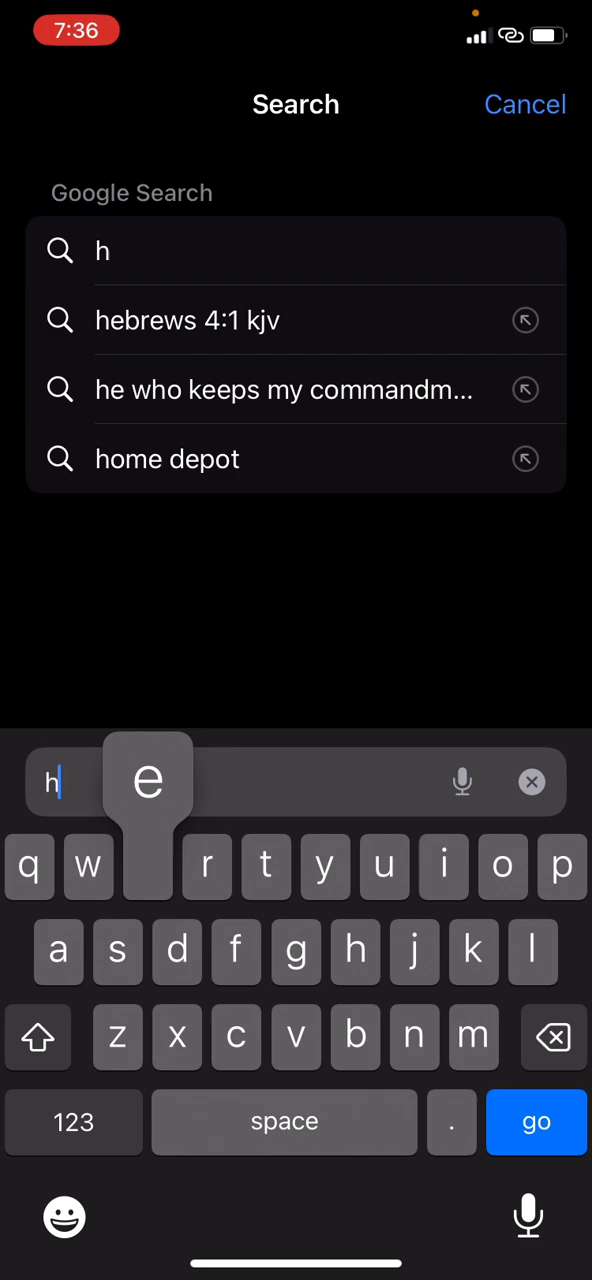 7:36
Search
Cancel
Google Search
h
hebrews 4:1 kjv
he who keeps my commandm...
home depot
h
e
q w r t y u i o p
a s d f g h j k l
z x c v b n m
123 space . go